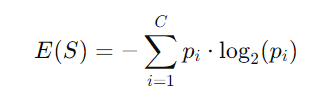 E(S) = − ∑_{i=1}^{C} p_i · log_2(p_i)